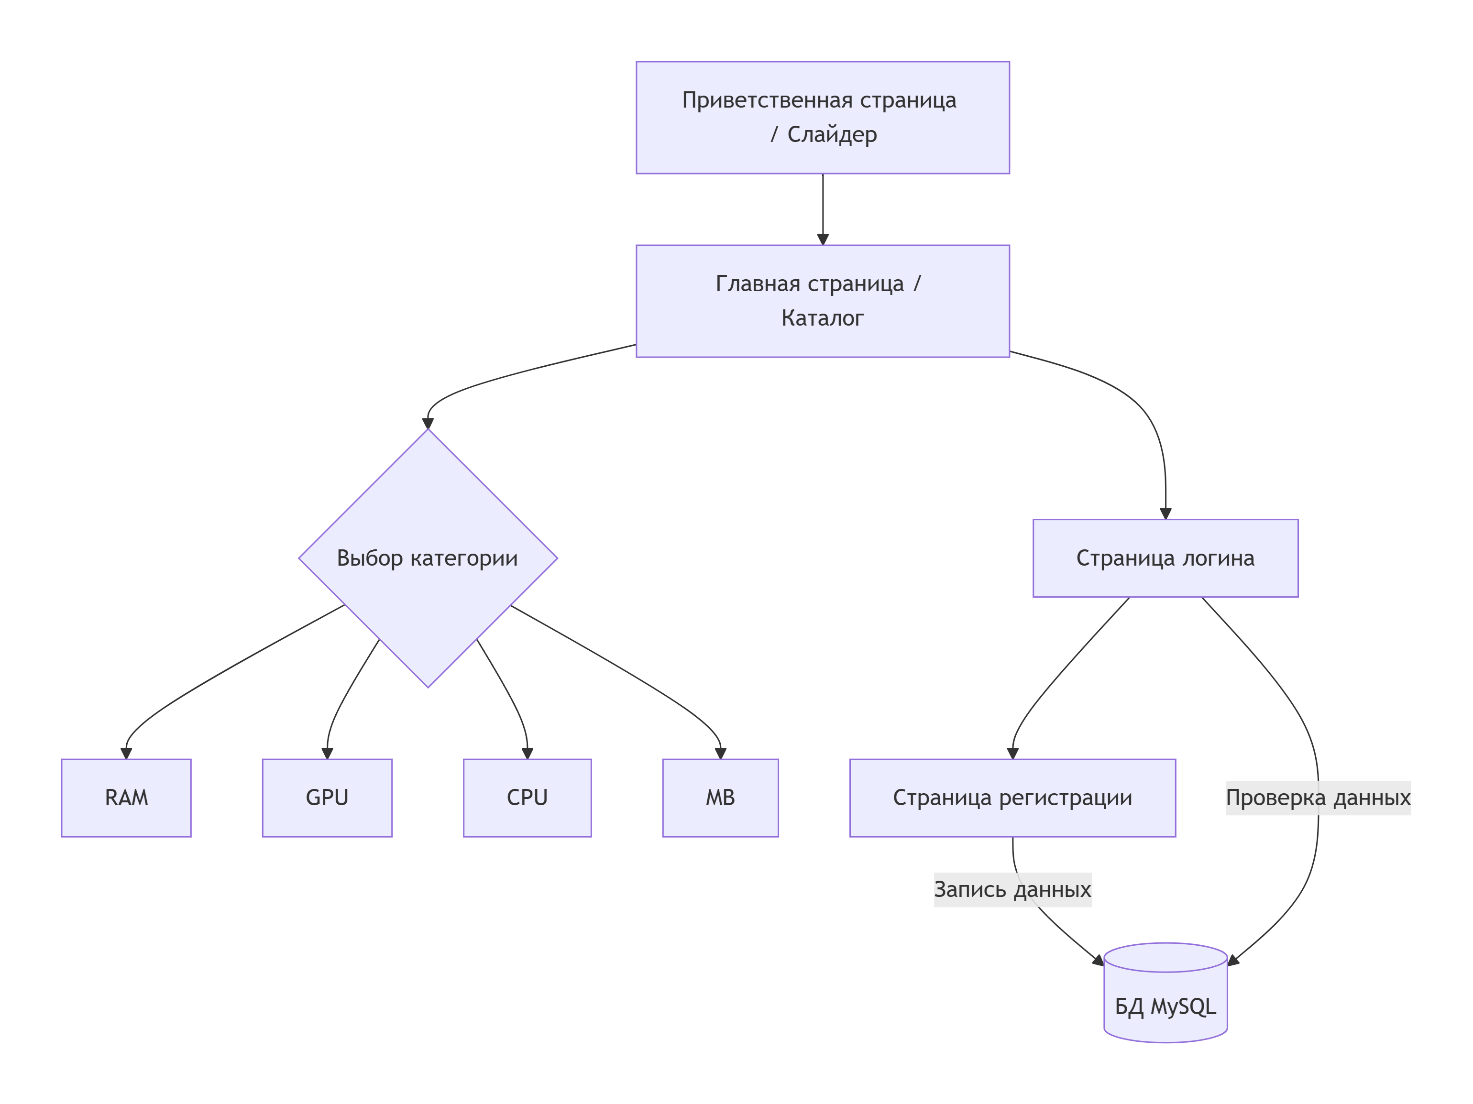 Приветственная страница
/ Слайдер
Главная страница /
Каталог
Выбор категории
Страница логина
RAM
GPU
CPU
MB
Страница регистрации
Проверка данных
Запись данных
БД MySQL